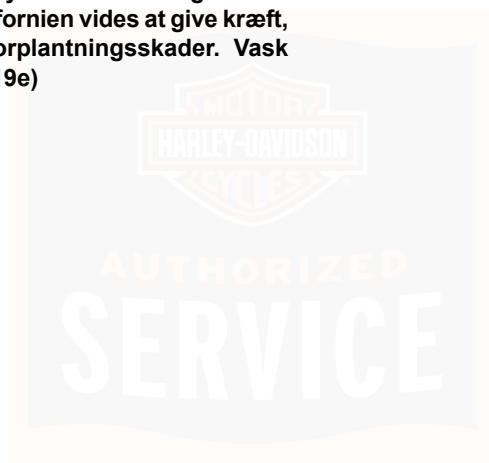 fornien vides at give kræft,
orplantningsskader. Vask
9e)
MOTOR
HARLEY-DAVIDSON
CYCLES
AUTHORIZED
SERVICE